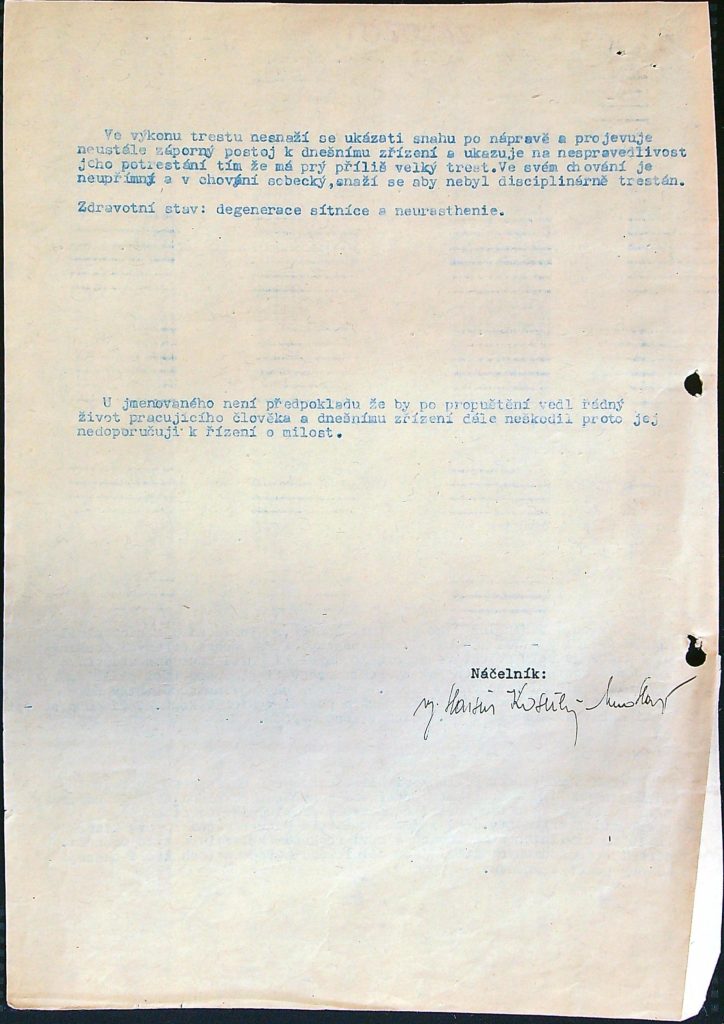 Ve výkonu trestu nesnaží se ukázati snahu po nápravě a projevuje
neustále záporný postoj k dnešnímu zřízení a ukazuje na nespravedlivost
jeho potrestání tím že má prý příliš velký trest.Ve svém chování je
neupřímný a v chování sobecký,snaží se aby nebyl disciplinárně trestán.
Zdravotní stav: degenerace sítnice a neurasthenie.
U jmenovaného není předpokladu že by po propuštění vedl řádný
život pracujícího člověka a dnešnímu zřízení dále neškodil proto jej
nedoporučuji k řízení o milost.
Náčelník: